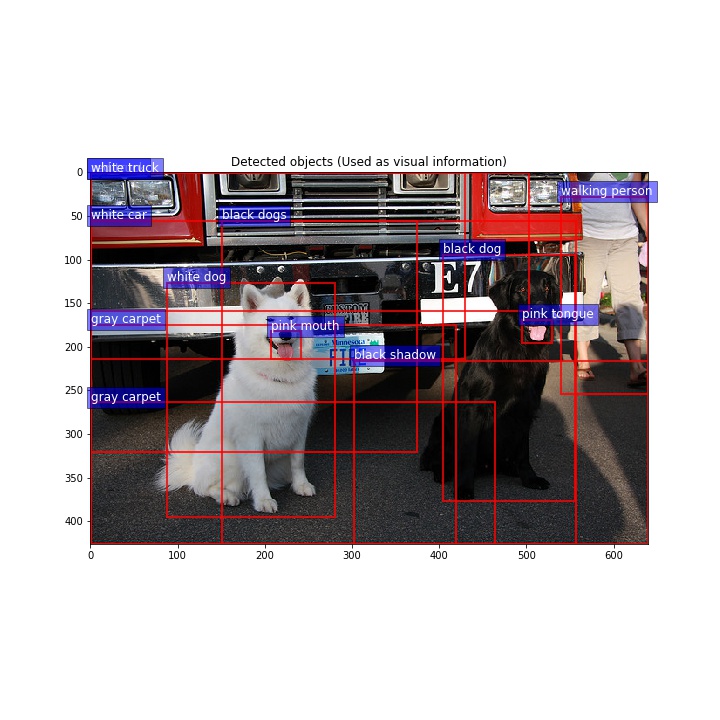 Detected objects (Used as visual information)
white truck
walking person
white car
black dogs
black dog
white dog
E7
CUSTOM
gray carpet
pink mouth
pink tongue
Minnesota
FIRE
black shadow
gray carpet
0
50
100
150
200
250
300
350
400
0
100
200
300
400
500
600